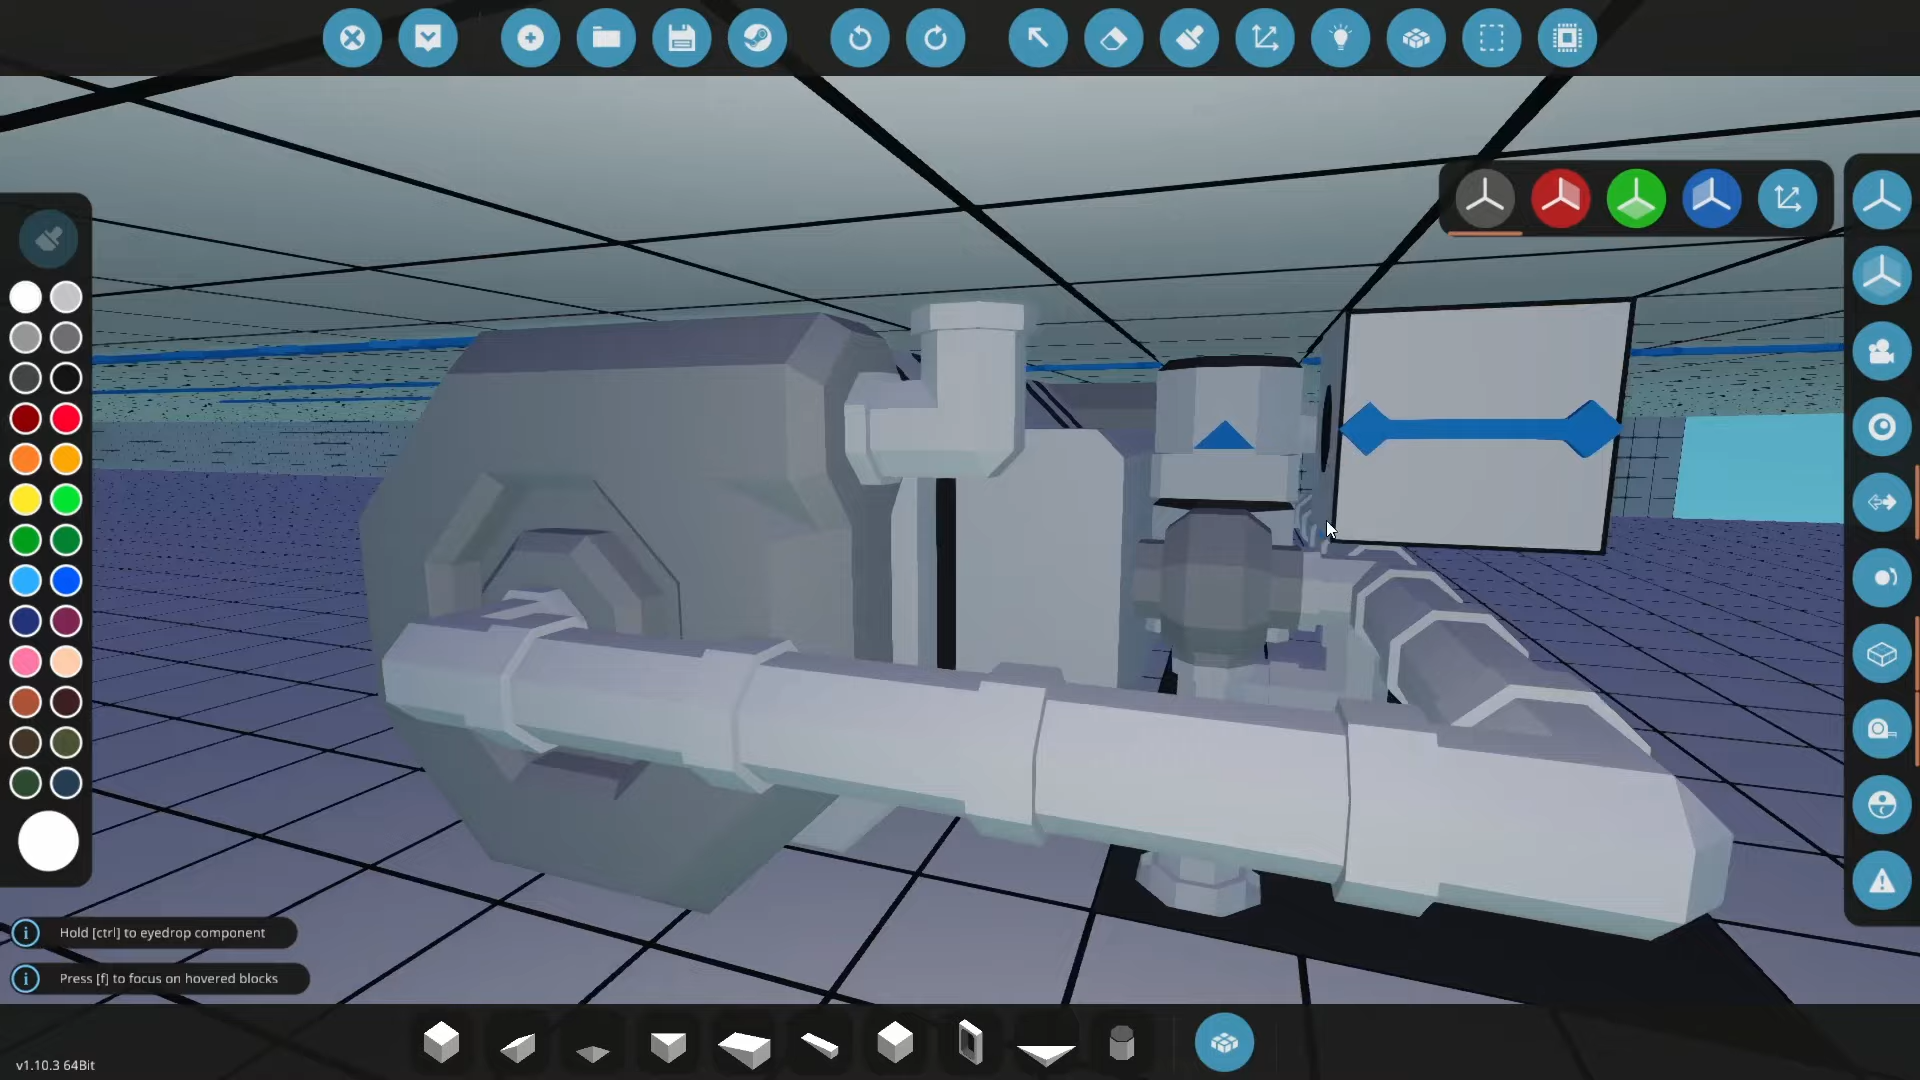 Hold [ctrl] to eyedrop component
Press [f] to focus on hovered blocks
v1.10.3 64Bit